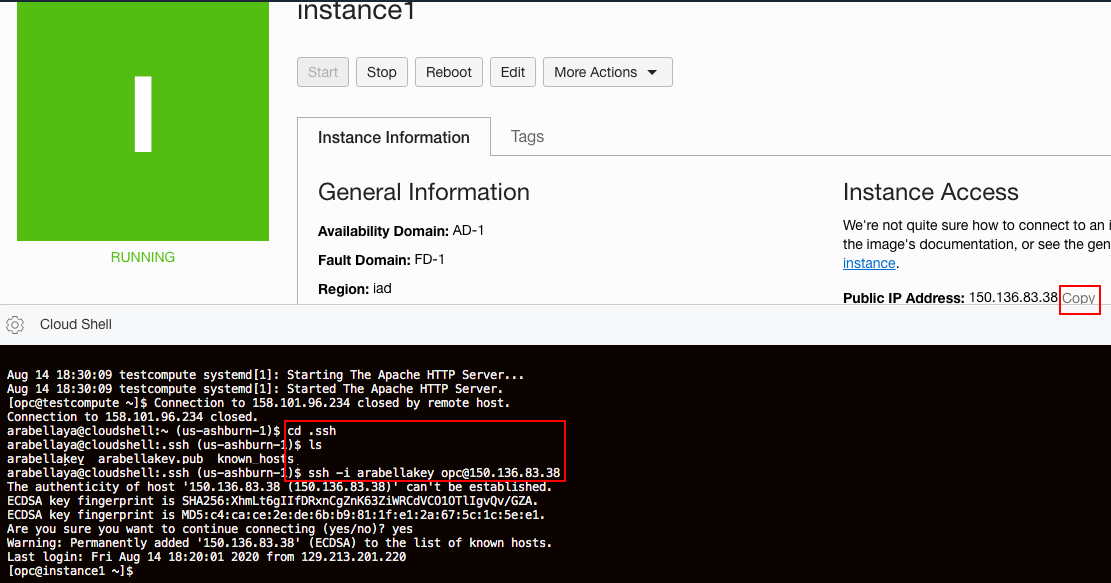 instance1
I
Start Stop Reboot Edit More Actions
Instance Information Tags
RUNNING
General Information
Availability Domain: AD-1
Fault Domain: FD-1
Region: iad
Instance Access
We're not quite sure how to connect to an i
the image's documentation, or see the gen
instance.
Public IP Address: 150.136.83.38 Copy
Cloud Shell
Aug 14 18:30:09 testcompute systemd[1]: Starting The Apache HTTP Server...
Aug 14 18:30:09 testcompute systemd[1]: Started The Apache HTTP Server.
[opc@testcompute ~]$ Connection to 158.101.96.234 closed by remote host.
Connection to 158.101.96.234 closed.
arabellaya@cloudshell:~ (us-ashburn-1)$ cd .ssh
arabellaya@cloudshell:.ssh (us-ashburn-1)$ ls
arabellakey arabellakey.pub known_hosts
arabellaya@cloudshell:.ssh (us-ashburn-1)$ ssh -i arabellakey opc@150.136.83.38
The authenticity of host '150.136.83.38 (150.136.83.38)' can't be established.
ECDSA key fingerprint is SHA256:XhmLt6gIIfDRxnCgZnK63ZiWRCdVCO1OTlIgvQv/GZA.
ECDSA key fingerprint is MD5:c4:ca:ce:2e:de:6b:b9:81:1f:e1:2a:67:5c:1c:5e:e1.
Are you sure you want to continue connecting (yes/no)? yes
Warning: Permanently added '150.136.83.38' (ECDSA) to the list of known hosts.
Last login: Fri Aug 14 18:20:01 2020 from 129.213.201.220
[opc@instance1 ~]$